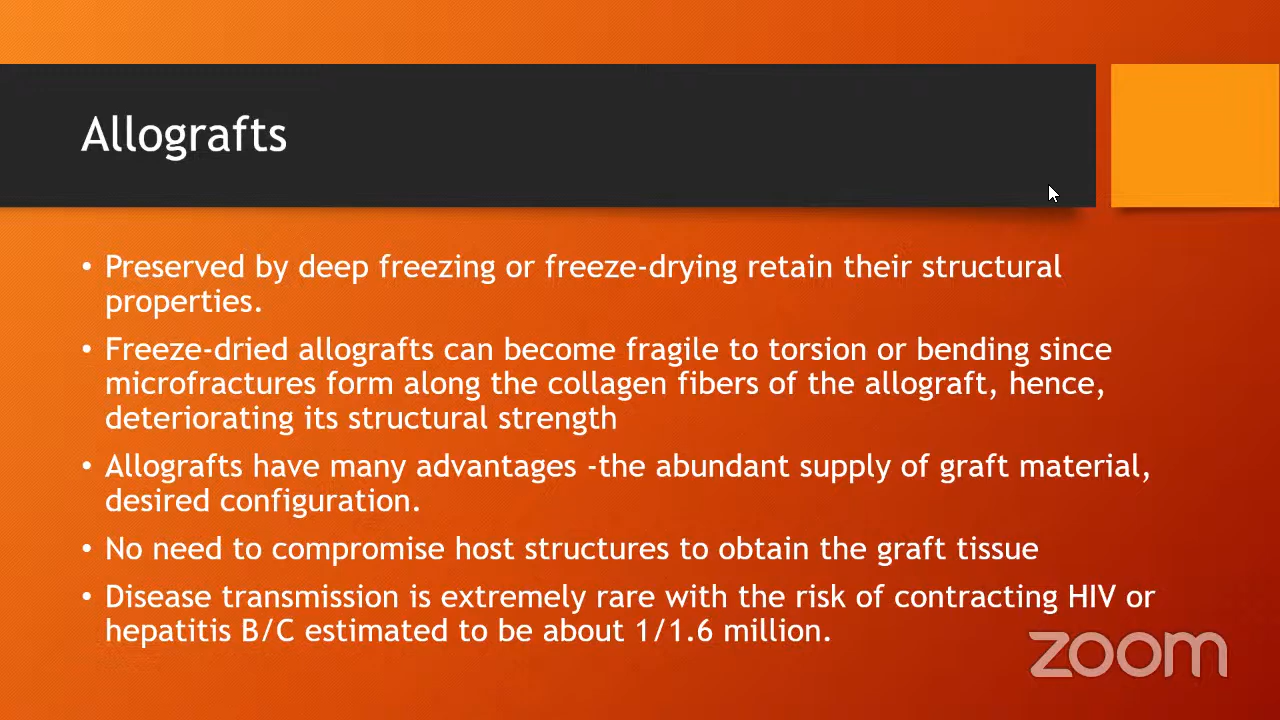 Allografts
• Preserved by deep freezing or freeze-drying retain their structural
properties.
• Freeze-dried allografts can become fragile to torsion or bending since
microfractures form along the collagen fibers of the allograft, hence,
deteriorating its structural strength
• Allografts have many advantages -the abundant supply of graft material,
desired configuration.
• No need to compromise host structures to obtain the graft tissue
• Disease transmission is extremely rare with the risk of contracting HIV or
hepatitis B/C estimated to be about 1/1.6 million.
zoom